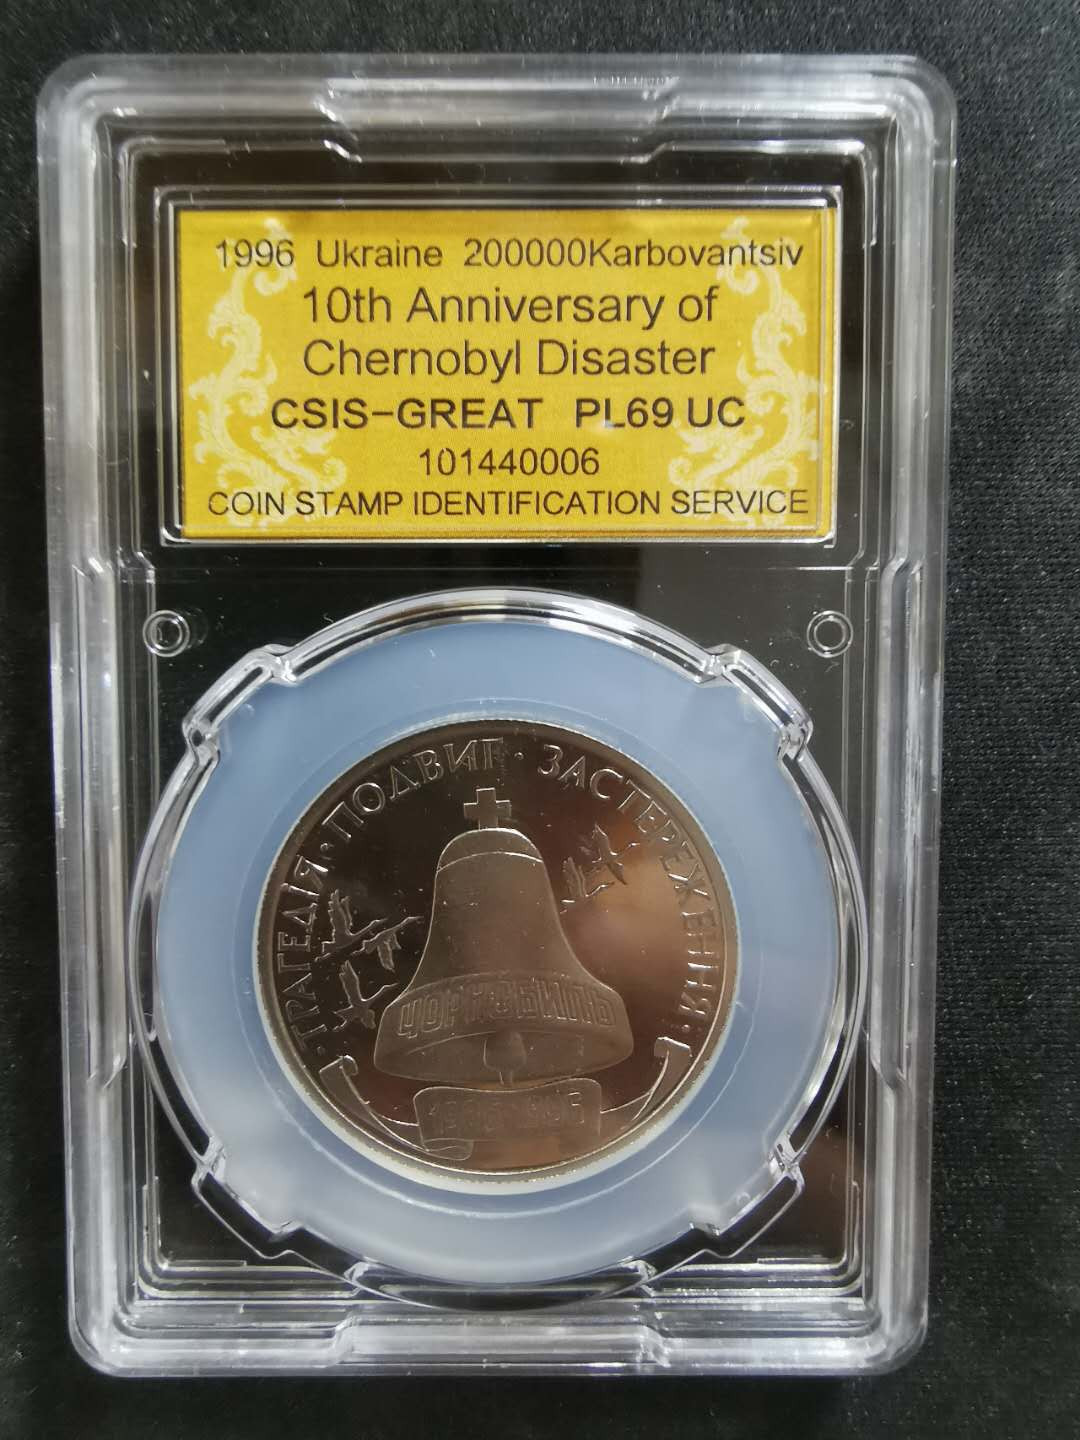 1996 Ukraine 200000Karbovantsiv
10th Anniversary of
Chernobyl Disaster
CSIS-GREAT PL69 UC
101440006
COIN STAMP IDENTIFICATION SERVICE
· ТРАГЕДІЯ · ПОДВИГ · ЗАСТЕРЕЖЕННЯ ·
ЧОРНОБИЛЬ